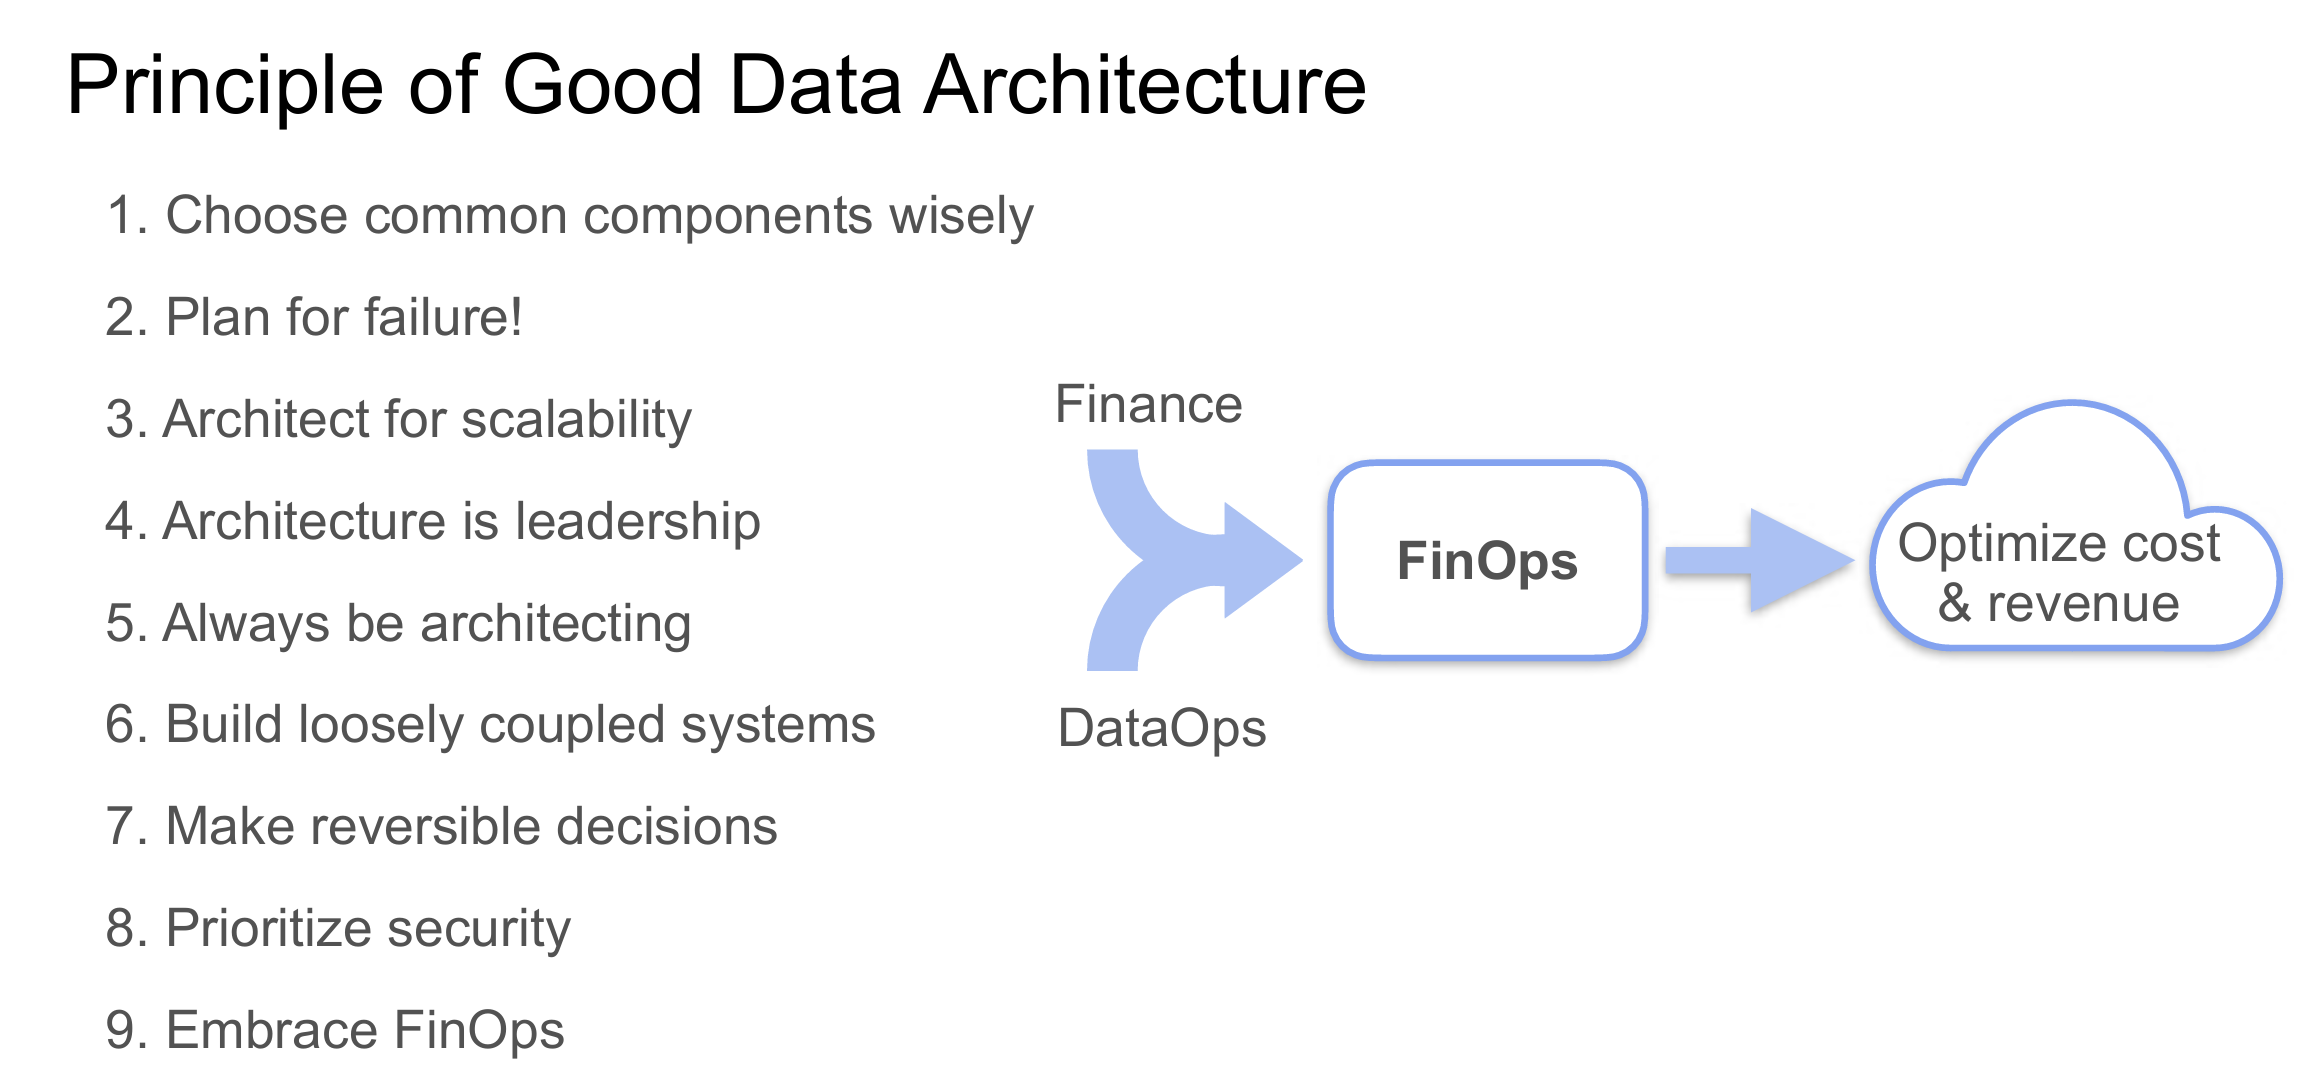 Principle of Good Data Architecture
1. Choose common components wisely
2. Plan for failure!
3. Architect for scalability
4. Architecture is leadership
5. Always be architecting
6. Build loosely coupled systems
7. Make reversible decisions
8. Prioritize security
9. Embrace FinOps
Finance
DataOps
FinOps
Optimize cost
& revenue